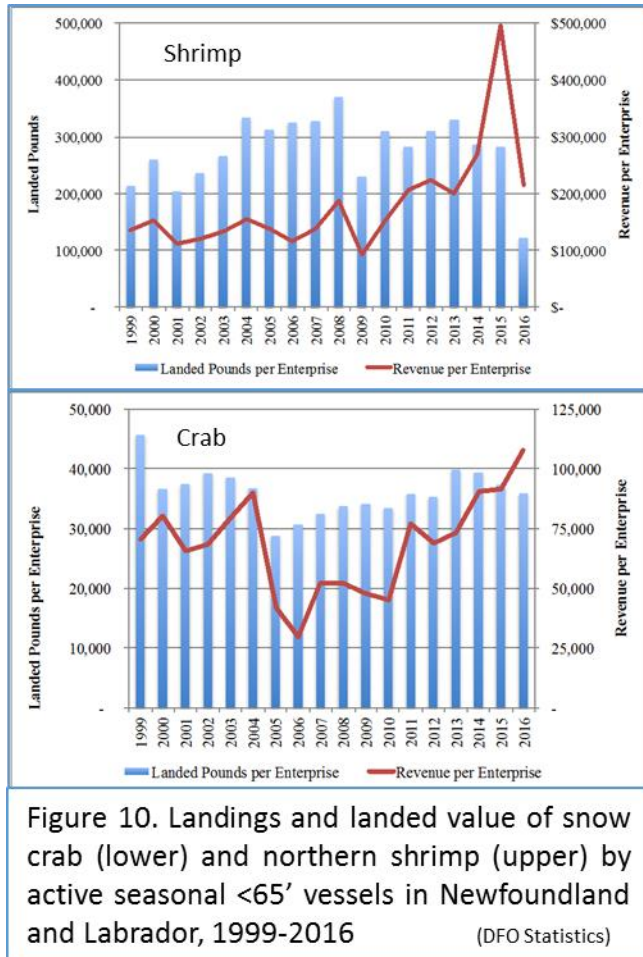 Shrimp
500,000
400,000
300,000
200,000
100,000
-
Landed Pounds
$500,000
$400,000
$300,000
$200,000
$100,000
$-
Revenue per Enterprise
1999 2000 2001 2002 2003 2004 2005 2006 2007 2008 2009 2010 2011 2012 2013 2014 2015 2016
Landed Pounds per Enterprise Revenue per Enterprise
Crab
50,000
40,000
30,000
20,000
10,000
-
Landed Pounds per Enterprise
125,000
100,000
75,000
50,000
25,000
-
Revenue per Enterprise
1999 2000 2001 2002 2003 2004 2005 2006 2007 2008 2009 2010 2011 2012 2013 2014 2015 2016
Landed Pounds per Enterprise Revenue per Enterprise
Figure 10. Landings and landed value of snow
crab (lower) and northern shrimp (upper) by
active seasonal <65’ vessels in Newfoundland
and Labrador, 1999-2016 (DFO Statistics)